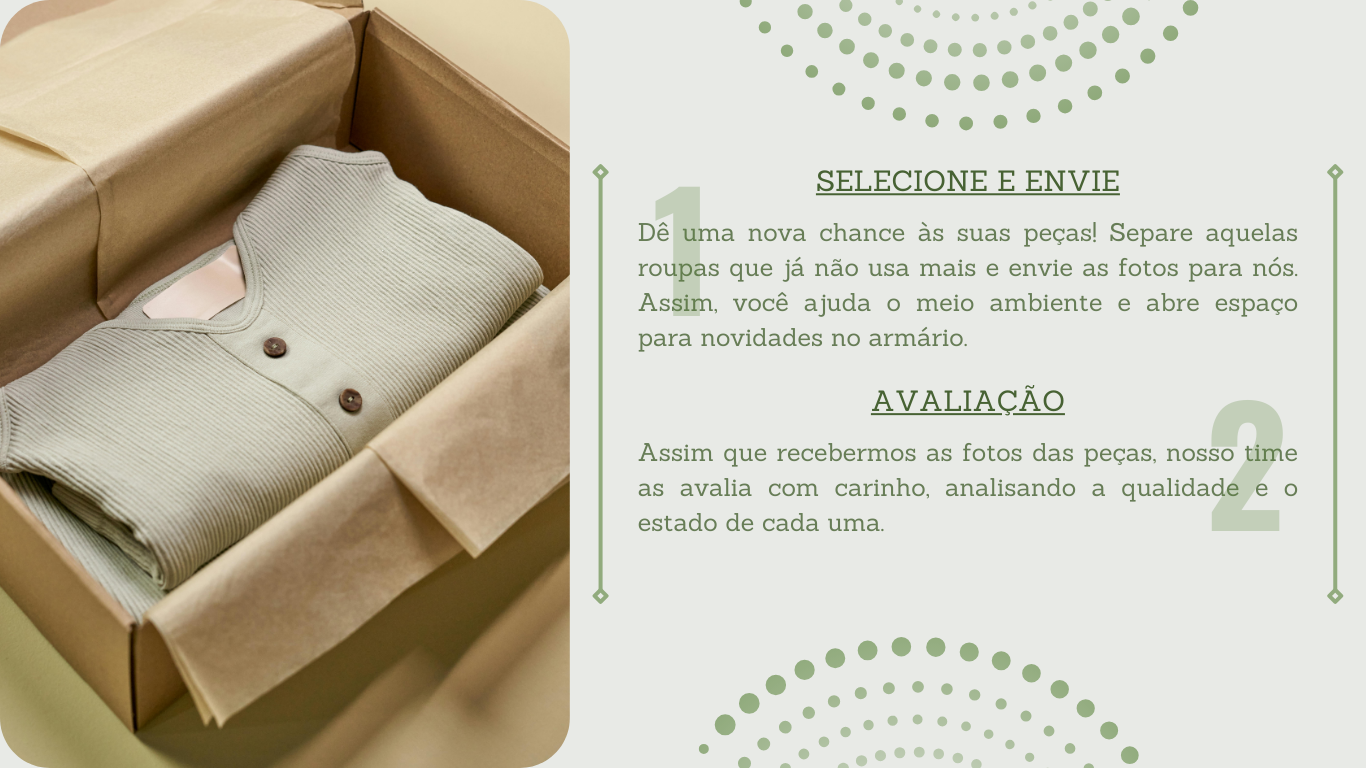 SELECIONE E ENVIE
1
Dê uma nova chance às suas peças! Separe aquelas
roupas que já não usa mais e envie as fotos para nós.
Assim, você ajuda o meio ambiente e abre espaço
para novidades no armário.
AVALIAÇÃO
2
Assim que recebermos as fotos das peças, nosso time
as avalia com carinho, analisando a qualidade e o
estado de cada uma.